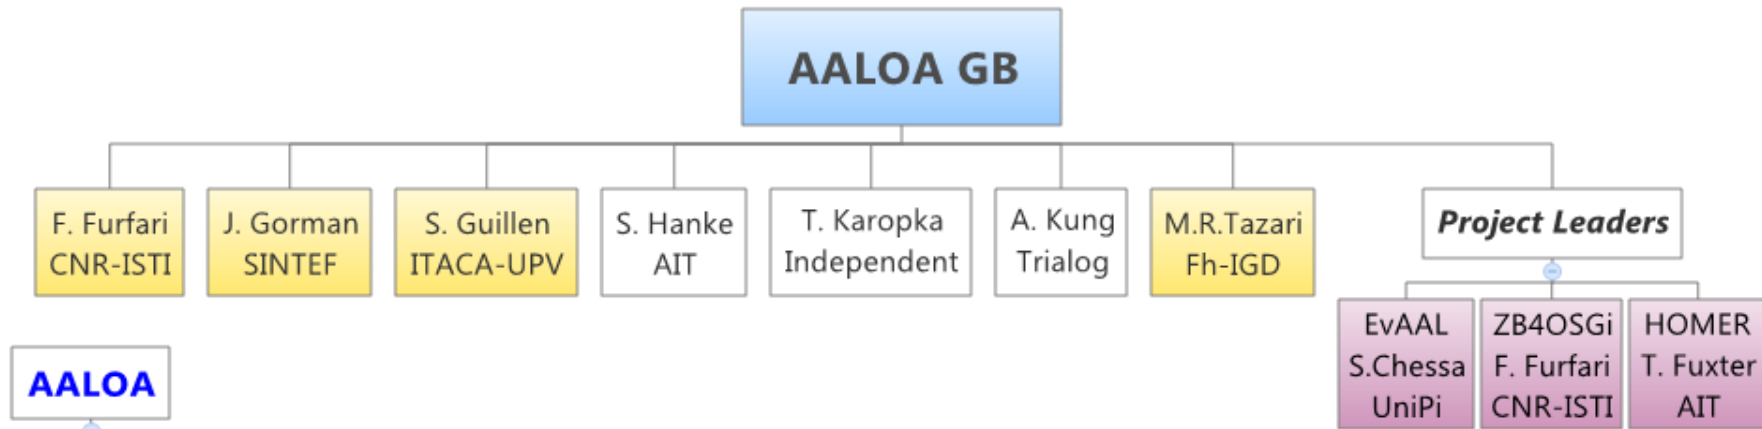 AALOA GB
F. Furfari
CNR-ISTI
J. Gorman
SINTEF
S. Guillen
ITACA-UPV
S. Hanke
AIT
T. Karopka
Independent
A. Kung
Trialog
M.R.Tazari
Fh-IGD
Project Leaders
EvAAL
S.Chessa
UniPi
ZB4OSGi
F. Furfari
CNR-ISTI
HOMER
T. Fuxter
AIT
AALOA